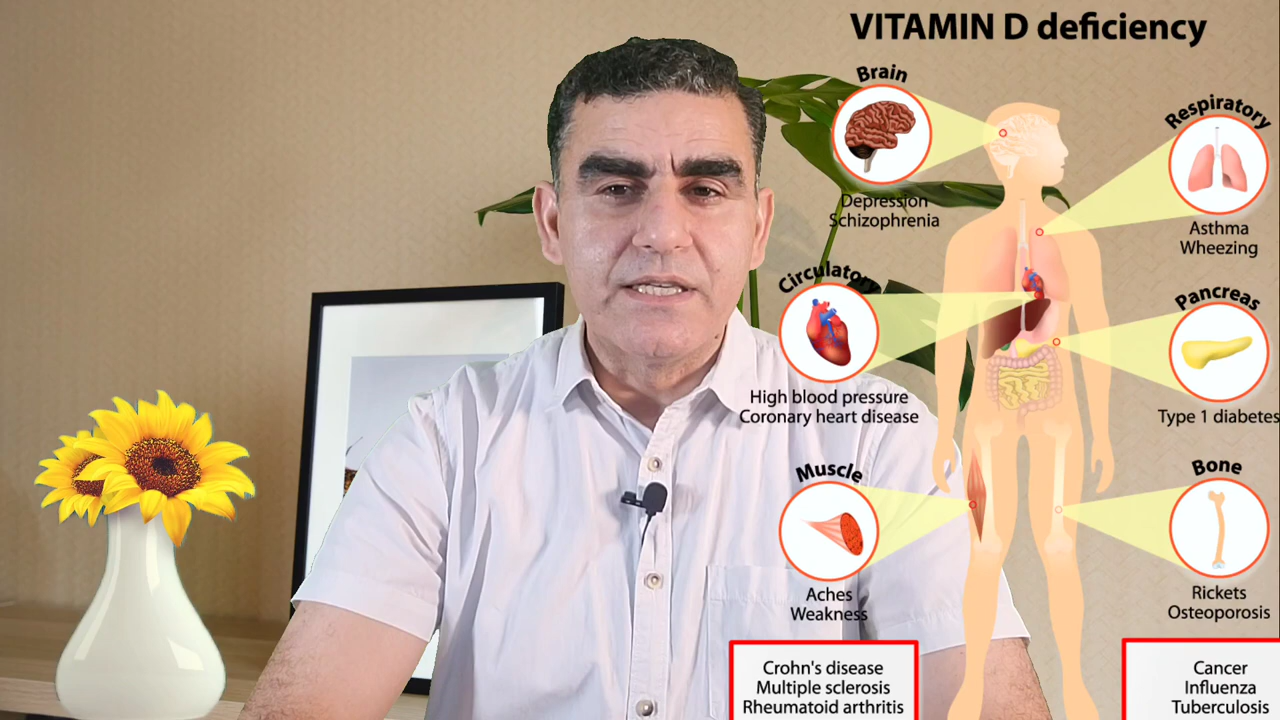 VITAMIN D deficiency
Brain
Depression
Schizophrenia
Respiratory
Asthma
Wheezing
Circulatory
High blood pressure
Coronary heart disease
Pancreas
Type 1 diabetes
Muscle
Aches
Weakness
Bone
Rickets
Osteoporosis
Crohn's disease
Multiple sclerosis
Rheumatoid arthritis
Cancer
Influenza
Tuberculosis